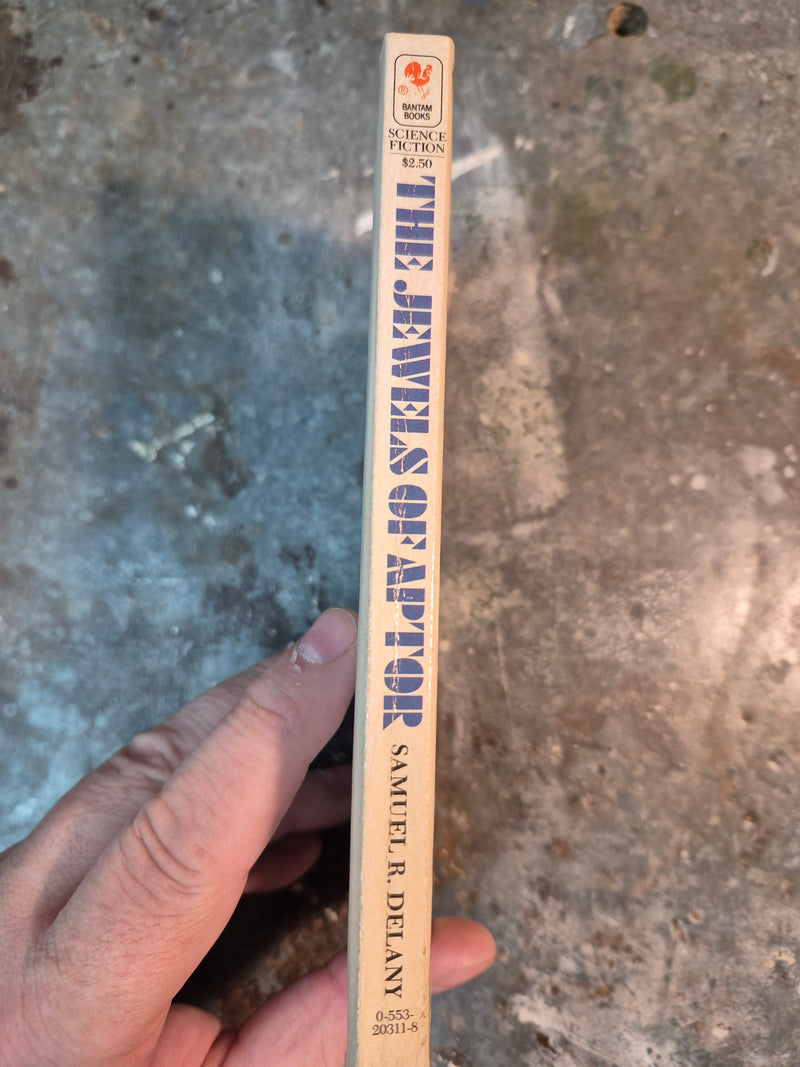 ®
BANTAM
BOOKS
SCIENCE
FICTION
$2.50
THE JEWELS OF APTOR
SAMUEL R. DELANY
0-553-
20311-8